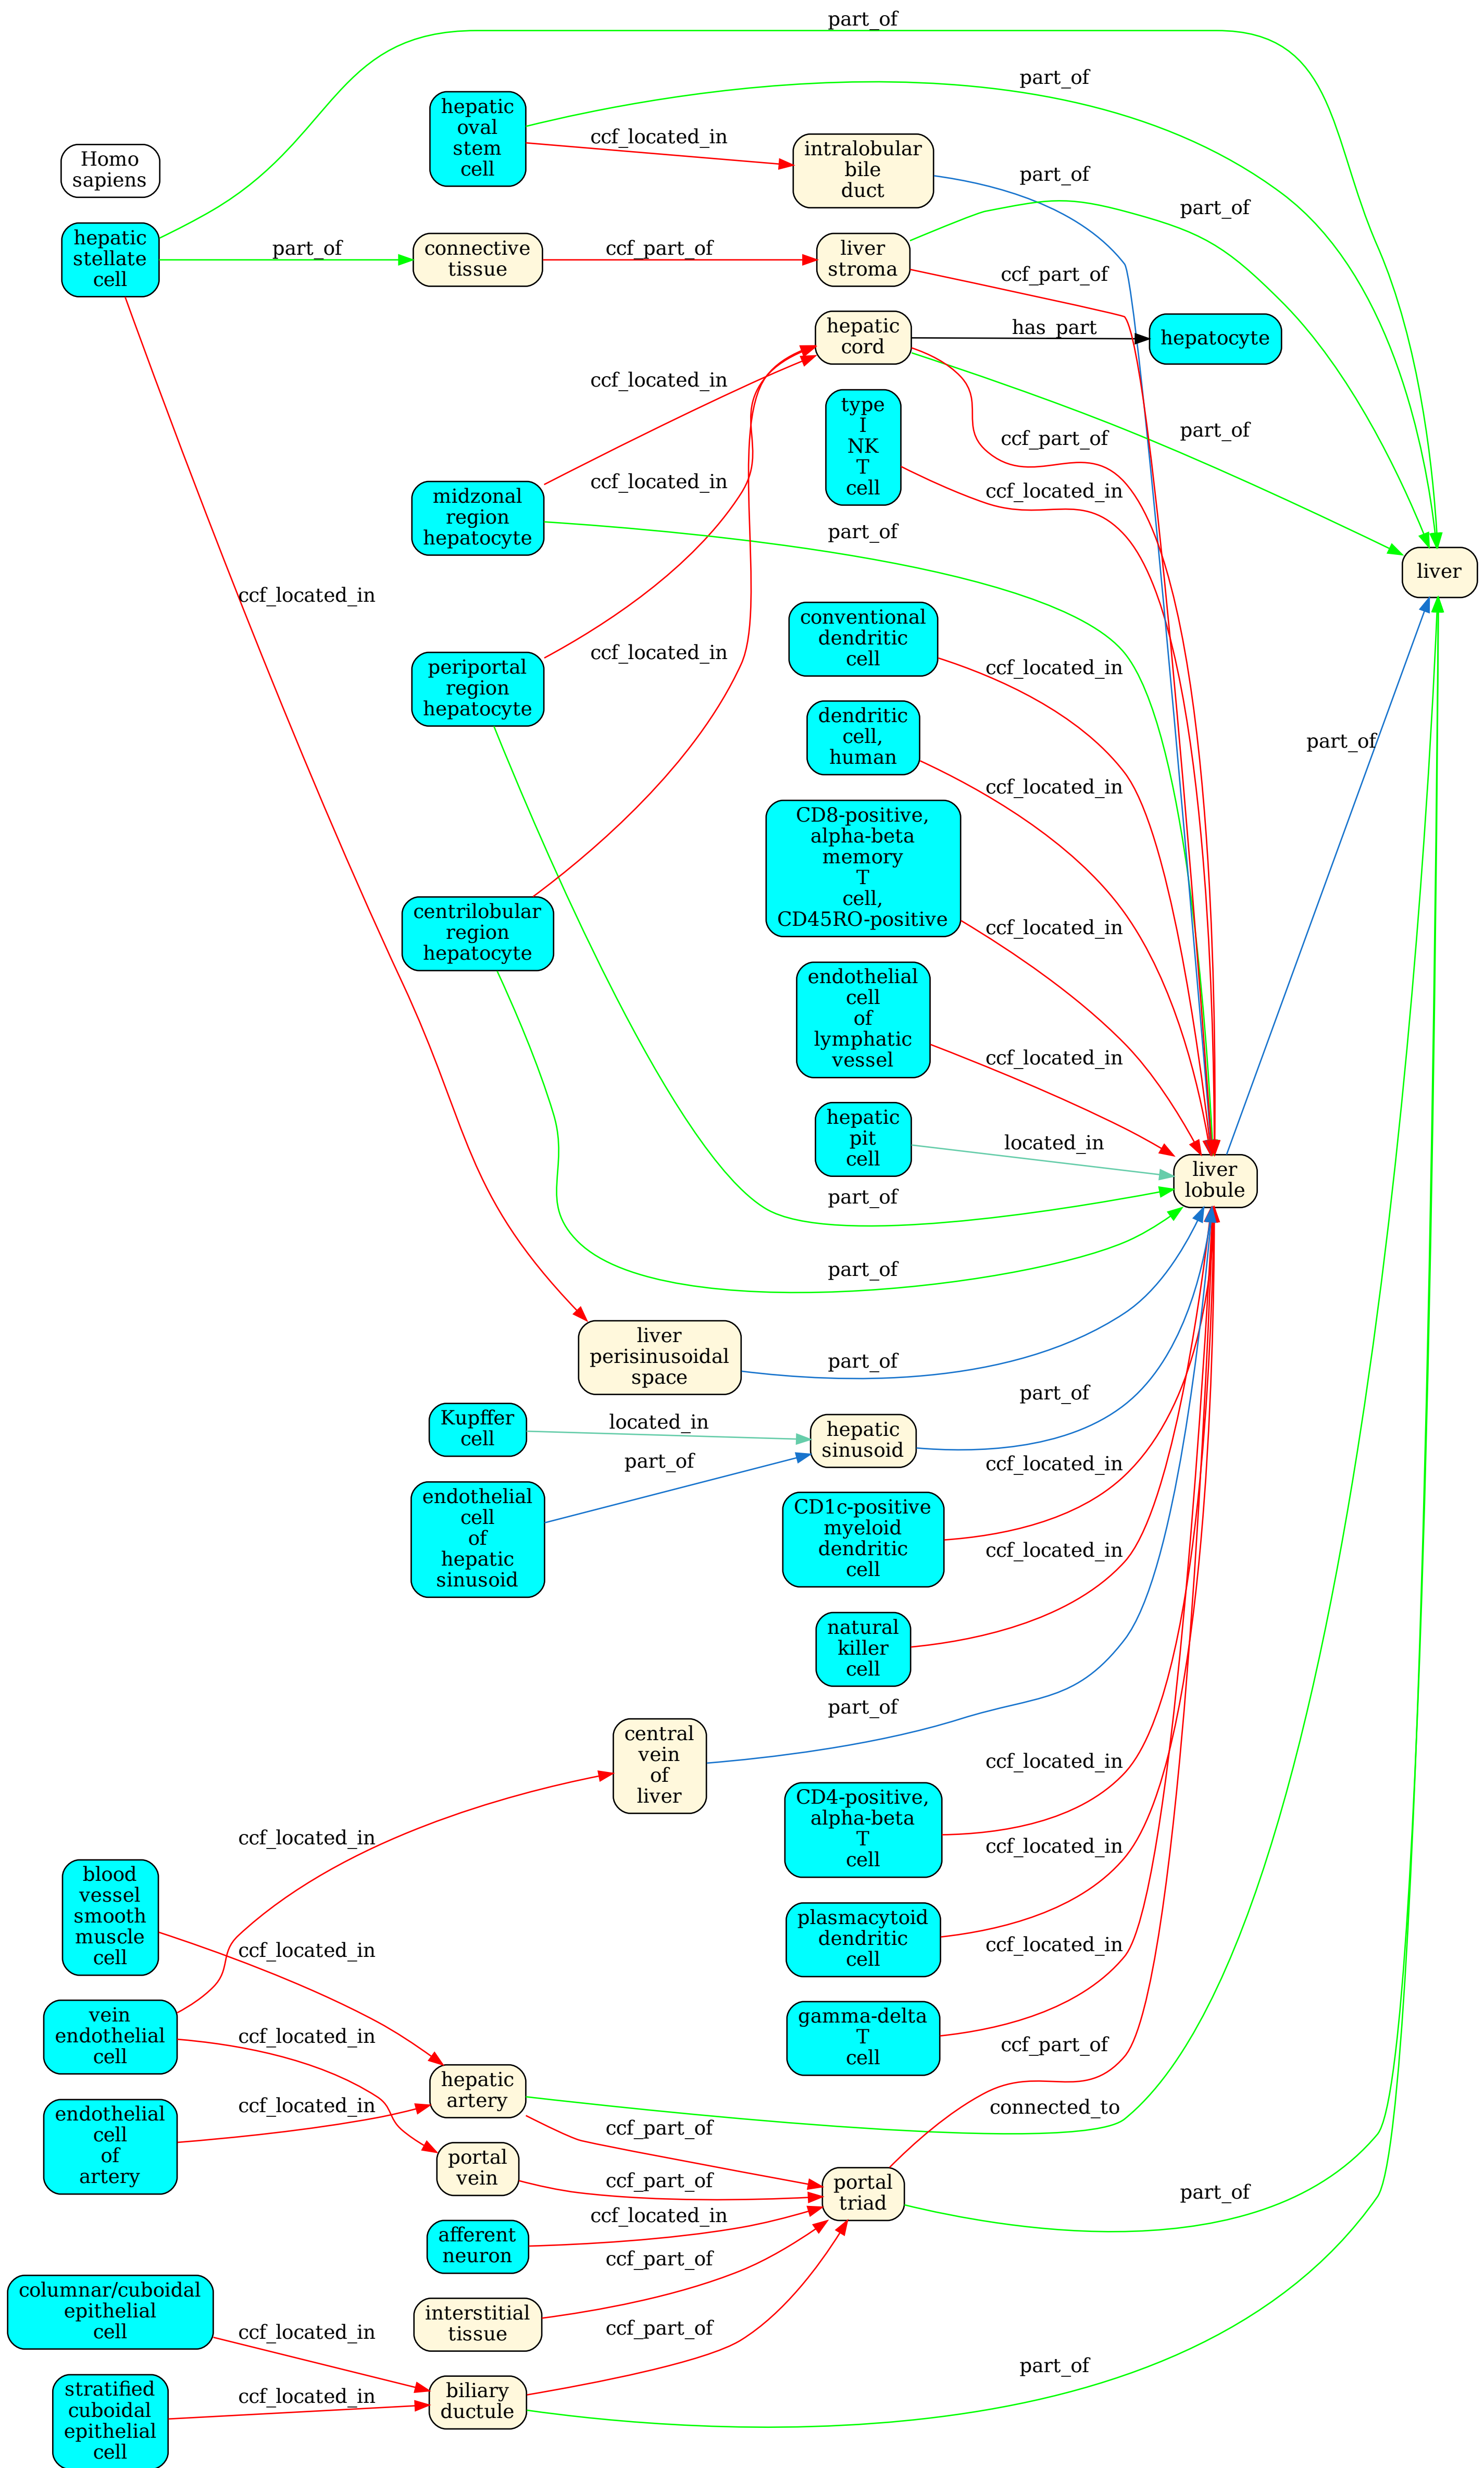 part_of
hepatic
oval
stem
cell
part_of
ccf_located_in
intralobular
bile
duct
Homo
sapiens
part_of
part_of
hepatic
stellate
cell
part_of
connective
tissue
ccf_part_of
liver
stroma
ccf_part_of
hepatic
cord
has_part
hepatocyte
ccf_located_in
type
I
NK
T
cell
ccf_part_of
part_of
midzonal
region
hepatocyte
ccf_located_in
ccf_located_in
part_of
liver
ccf_located_in
conventional
dendritic
cell
ccf_located_in
periportal
region
hepatocyte
ccf_located_in
dendritic
cell,
human
ccf_located_in
part_of
CD8-positive,
alpha-beta
memory
T
cell,
CD45RO-positive
ccf_located_in
centrilobular
region
hepatocyte
endothelial
cell
of
lymphatic
vessel
ccf_located_in
hepatic
pit
cell
located_in
liver
lobule
part_of
part_of
liver
perisinusoidal
space
part_of
part_of
Kupffer
cell
located_in
hepatic
sinusoid
part_of
endothelial
cell
of
hepatic
sinusoid
ccf_located_in
CD1c-positive
myeloid
dendritic
cell
ccf_located_in
natural
killer
cell
part_of
central
vein
of
liver
ccf_located_in
ccf_located_in
CD4-positive,
alpha-beta
T
cell
ccf_located_in
blood
vessel
smooth
muscle
cell
ccf_located_in
plasmacytoid
dendritic
cell
ccf_located_in
vein
endothelial
cell
ccf_located_in
gamma-delta
T
cell
ccf_part_of
hepatic
artery
connected_to
endothelial
cell
of
artery
ccf_located_in
ccf_part_of
portal
vein
ccf_part_of
portal
triad
part_of
ccf_located_in
afferent
neuron
ccf_part_of
columnar/cuboidal
epithelial
cell
interstitial
tissue
ccf_part_of
ccf_located_in
part_of
stratified
cuboidal
epithelial
cell
ccf_located_in
biliary
ductule